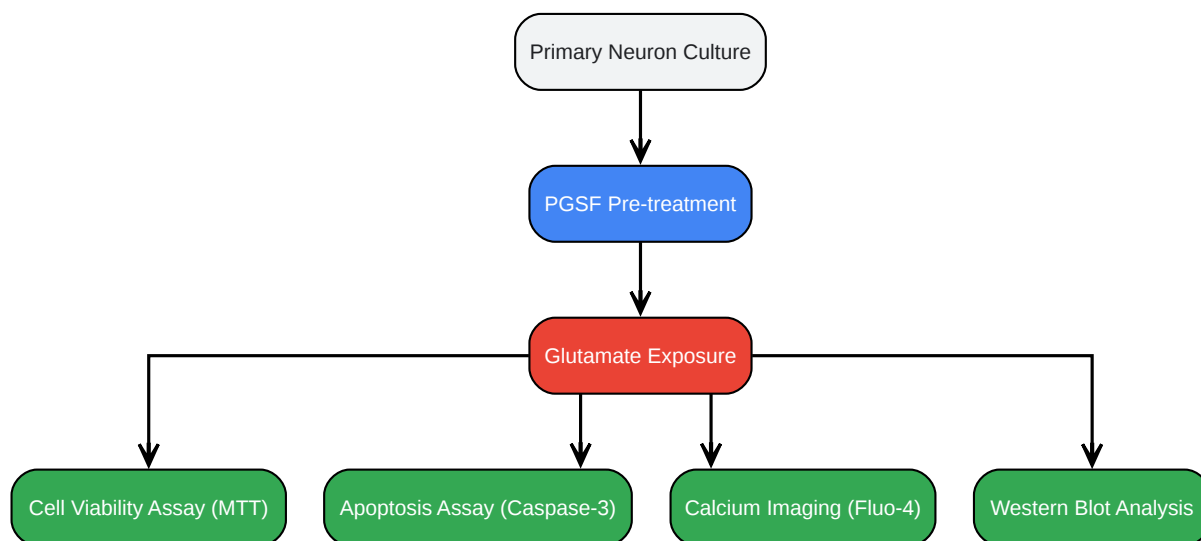 Primary Neuron Culture
PGSF Pre-treatment
Glutamate Exposure
Cell Viability Assay (MTT)
Apoptosis Assay (Caspase-3)
Calcium Imaging (Fluo-4)
Western Blot Analysis